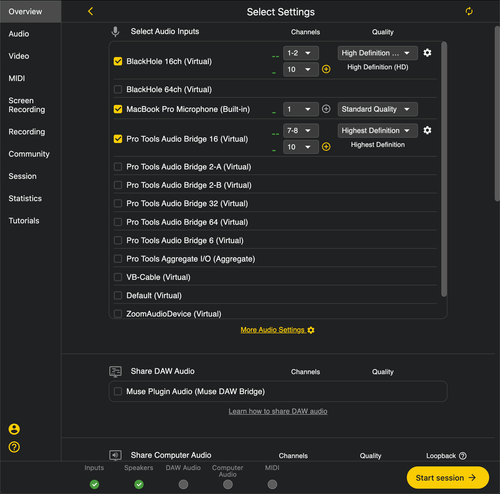 Overview
Audio
Video
MIDI
Screen
Recording
Recording
Community
Session
Statistics
Tutorials
Select Settings
Select Audio Inputs Channels Quality
BlackHole 16ch (Virtual) 1-2 High Definition ...
10 High Definition (HD)
BlackHole 64ch (Virtual)
MacBook Pro Microphone (Built-in) 1 Standard Quality
Pro Tools Audio Bridge 16 (Virtual) 7-8 Highest Definition
10 Highest Definition
Pro Tools Audio Bridge 2-A (Virtual)
Pro Tools Audio Bridge 2-B (Virtual)
Pro Tools Audio Bridge 32 (Virtual)
Pro Tools Audio Bridge 64 (Virtual)
Pro Tools Audio Bridge 6 (Virtual)
Pro Tools Aggregate I/O (Aggregate)
VB-Cable (Virtual)
Default (Virtual)
ZoomAudioDevice (Virtual)
More Audio Settings
Share DAW Audio Channels Quality
Muse Plugin Audio (Muse DAW Bridge)
Learn how to share DAW audio
Share Computer Audio Channels Quality Loopback
Inputs Speakers DAW Audio Computer Audio MIDI
Start session